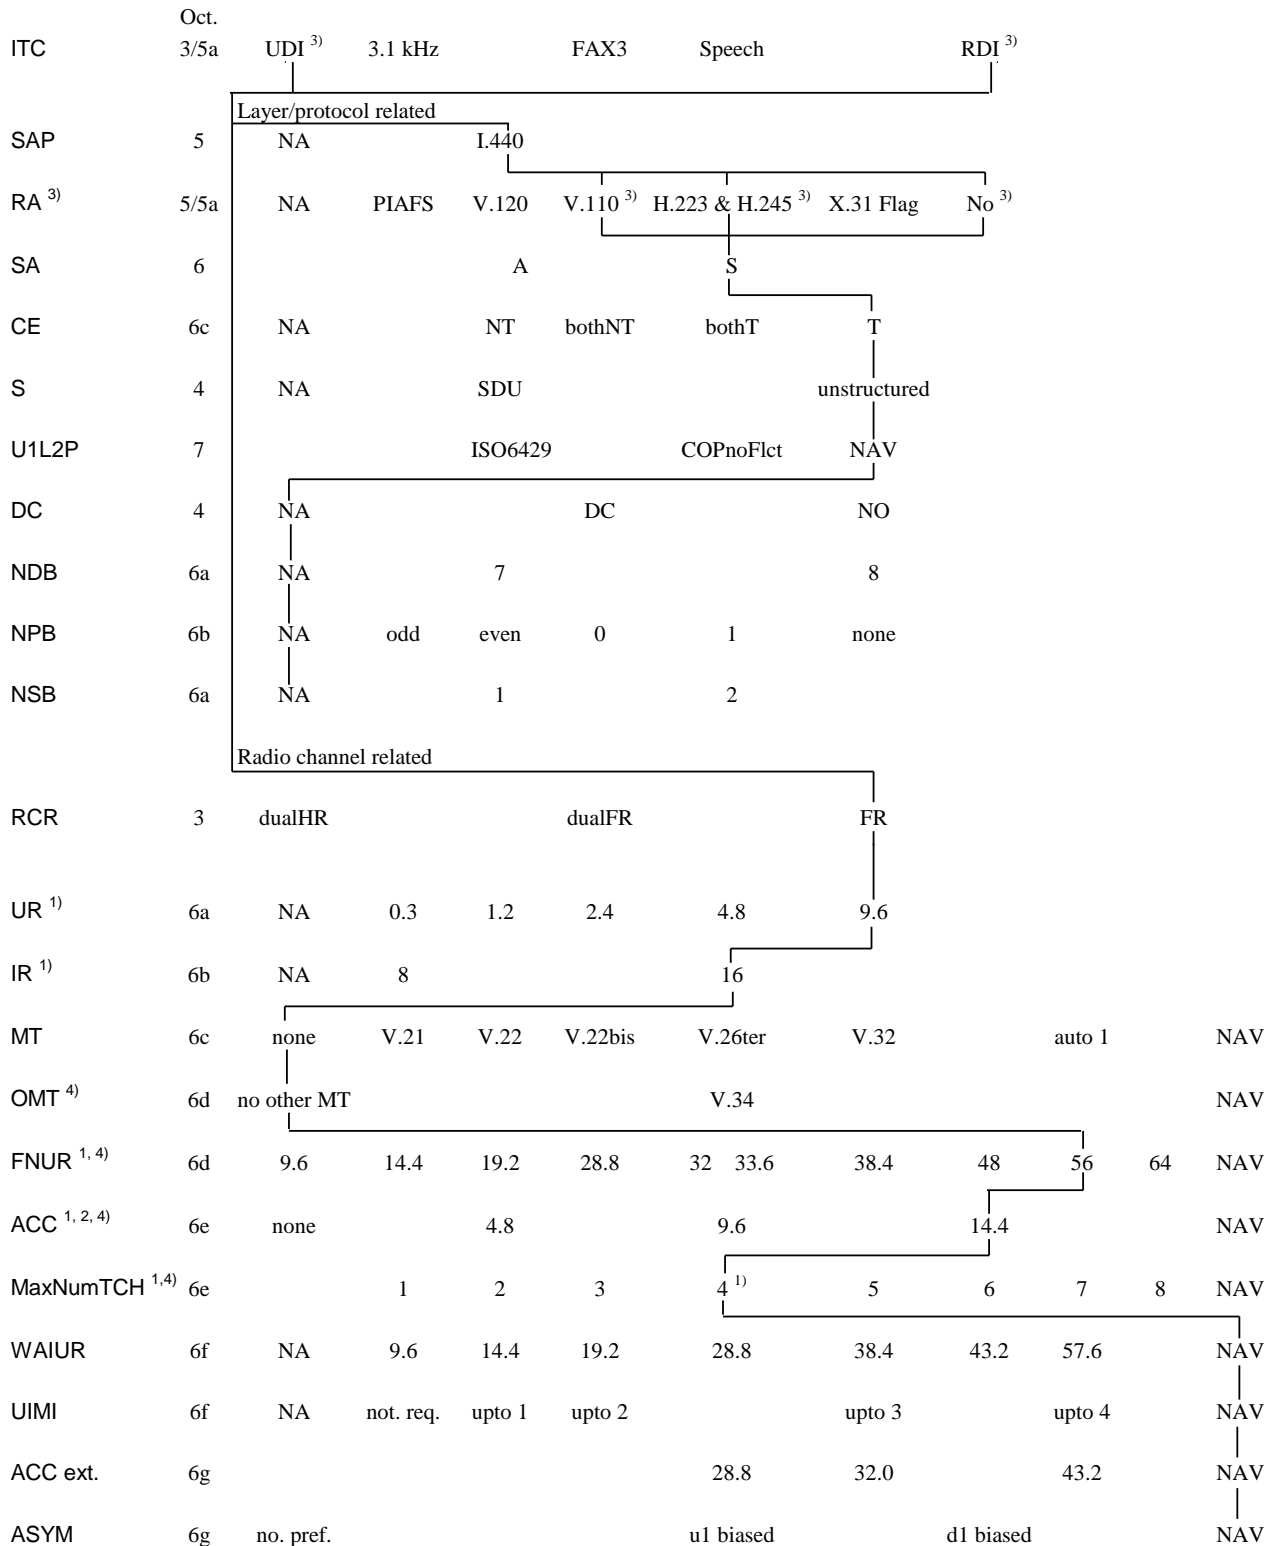 Oct.
ITC 3/5a UDI 3) 3.1 kHz FAX3 Speech RDI 3)
Layer/protocol related
SAP 5 NA I.440
RA 3) 5/5a NA PIAFS V.120 V.110 3) H.223 & H.245 3) X.31 Flag No 3)
SA 6 A S
CE 6c NA NT bothNT bothT T
S 4 NA SDU unstructured
U1L2P 7 ISO6429 COPnoFlct NAV
DC 4 NA DC NO
NDB 6a NA 7 8
NPB 6b NA odd even 0 1 none
NSB 6a NA 1 2
Radio channel related
RCR 3 dualHR dualFR FR
UR 1) 6a NA 0.3 1.2 2.4 4.8 9.6
IR 1) 6b NA 8 16
MT 6c none V.21 V.22 V.22bis V.26ter V.32 auto 1 NAV
OMT 4) 6d no other MT V.34 NAV
FNUR 1, 4) 6d 9.6 14.4 19.2 28.8 32 33.6 38.4 48 56 64 NAV
ACC 1, 2, 4) 6e none 4.8 9.6 14.4 NAV
MaxNumTCH 1,4) 6e 1 2 3 4 1) 5 6 7 8 NAV
WAIUR 6f NA 9.6 14.4 19.2 28.8 38.4 43.2 57.6 NAV
UIMI 6f NA not. req. upto 1 upto 2 upto 3 upto 4 NAV
ACC ext. 6g 28.8 32.0 43.2 NAV
ASYM 6g no. pref. u1 biased d1 biased NAV